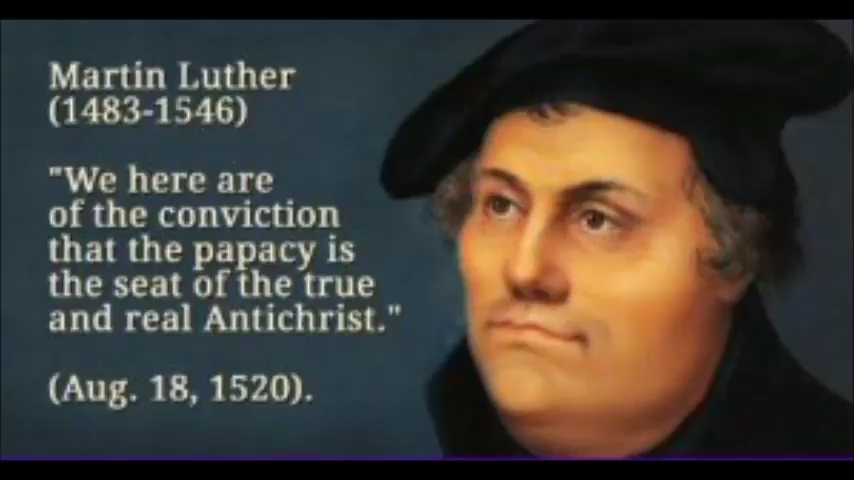 Martin Luther
(1483-1546)
"We here are
of the conviction
that the papacy is
the seat of the true
and real Antichrist."
(Aug. 18, 1520).